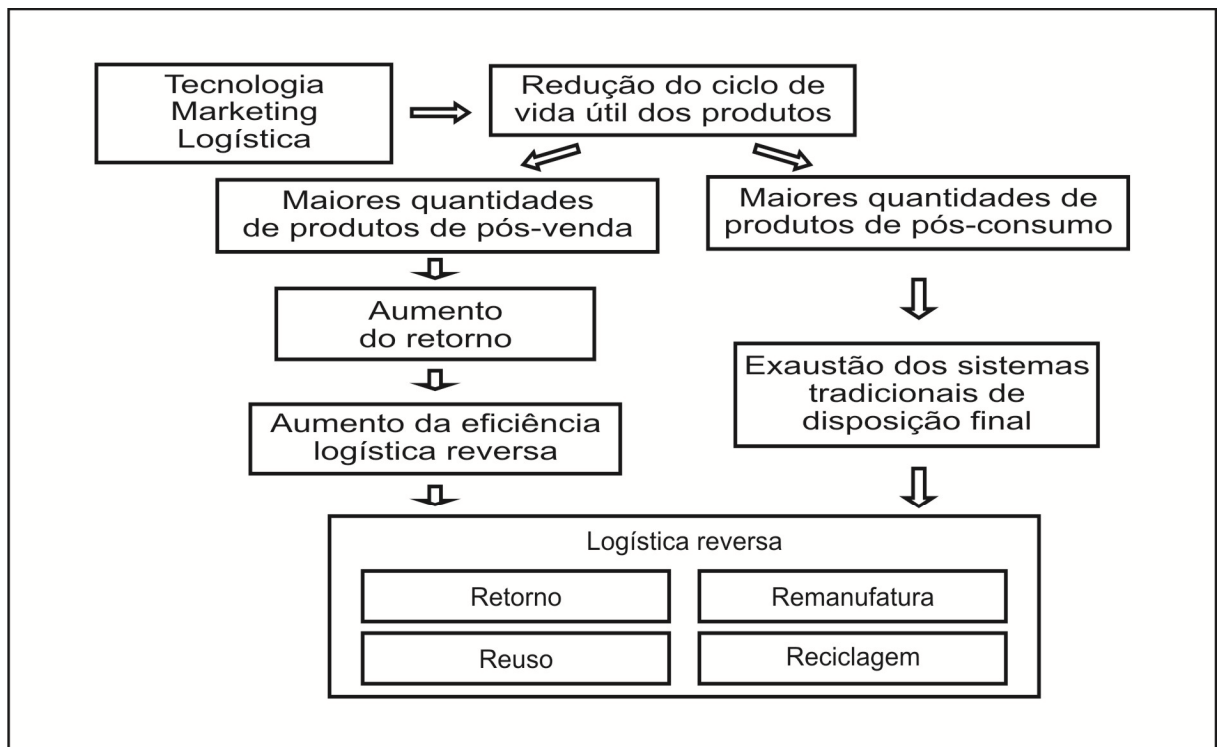 Tecnologia
Marketing
Logística
Redução do ciclo de
vida útil dos produtos
Maiores quantidades
de produtos de pós-venda
Maiores quantidades de
produtos de pós-consumo
Aumento
do retorno
Exaustão dos sistemas
tradicionais de
disposição final
Aumento da eficiência
logística reversa
Logística reversa
Retorno
Remanufatura
Reuso
Reciclagem